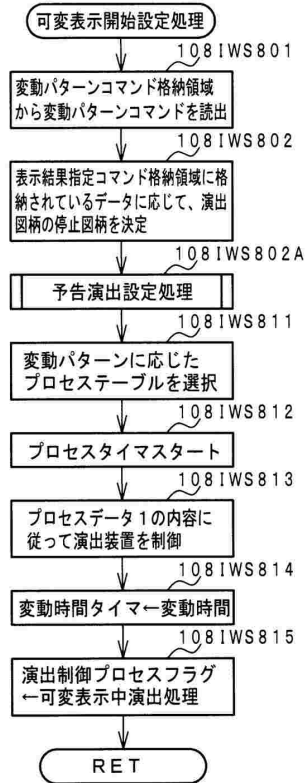 可変表示開始設定処理
108IWS801
変動パターンコマンド格納領域
から変動パターンコマンドを読出
108IWS802
表示結果指定コマンド格納領域に格
納されているデータに応じて、演出
図柄の停止図柄を決定
108IWS802A
予告演出設定処理
108IWS811
変動パターンに応じた
プロセステーブルを選択
108IWS812
プロセスタイマスタート
108IWS813
プロセスデータ1の内容に
従って演出装置を制御
108IWS814
変動時間タイマ←変動時間
108IWS815
演出制御プロセスフラグ
←可変表示中演出処理
RET